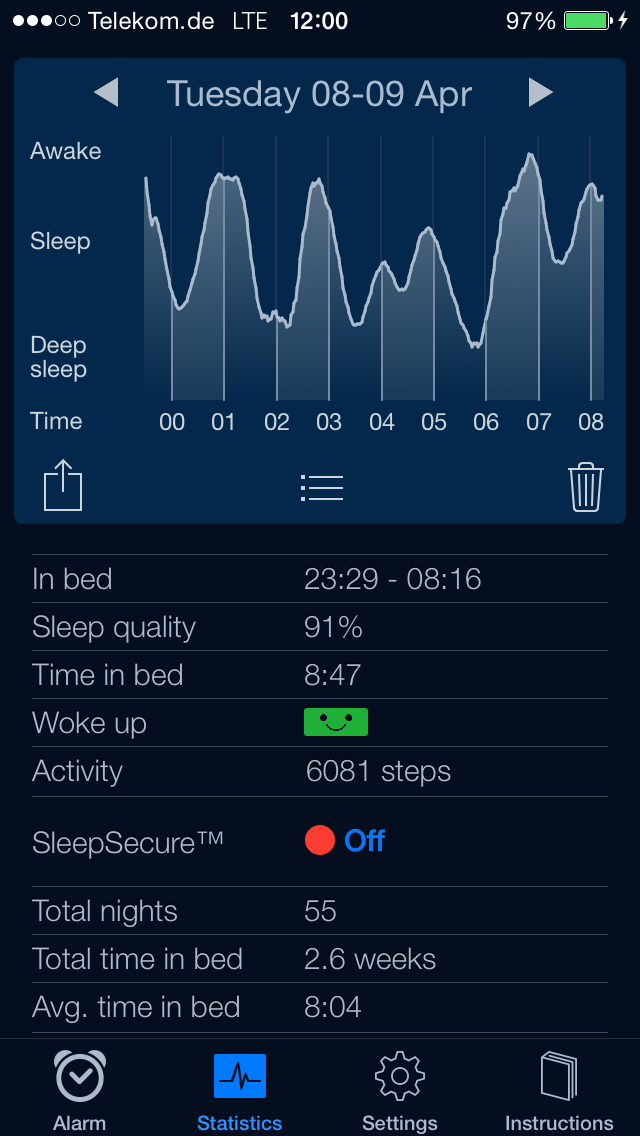 Telekom.de LTE 12:00 97%
Tuesday 08-09 Apr
Awake
Sleep
Deep
sleep
Time 00 01 02 03 04 05 06 07 08
In bed 23:29 - 08:16
Sleep quality 91%
Time in bed 8:47
Woke up
Activity 6081 steps
SleepSecure™ Off
Total nights 55
Total time in bed 2.6 weeks
Avg. time in bed 8:04
Alarm Statistics Settings Instructions